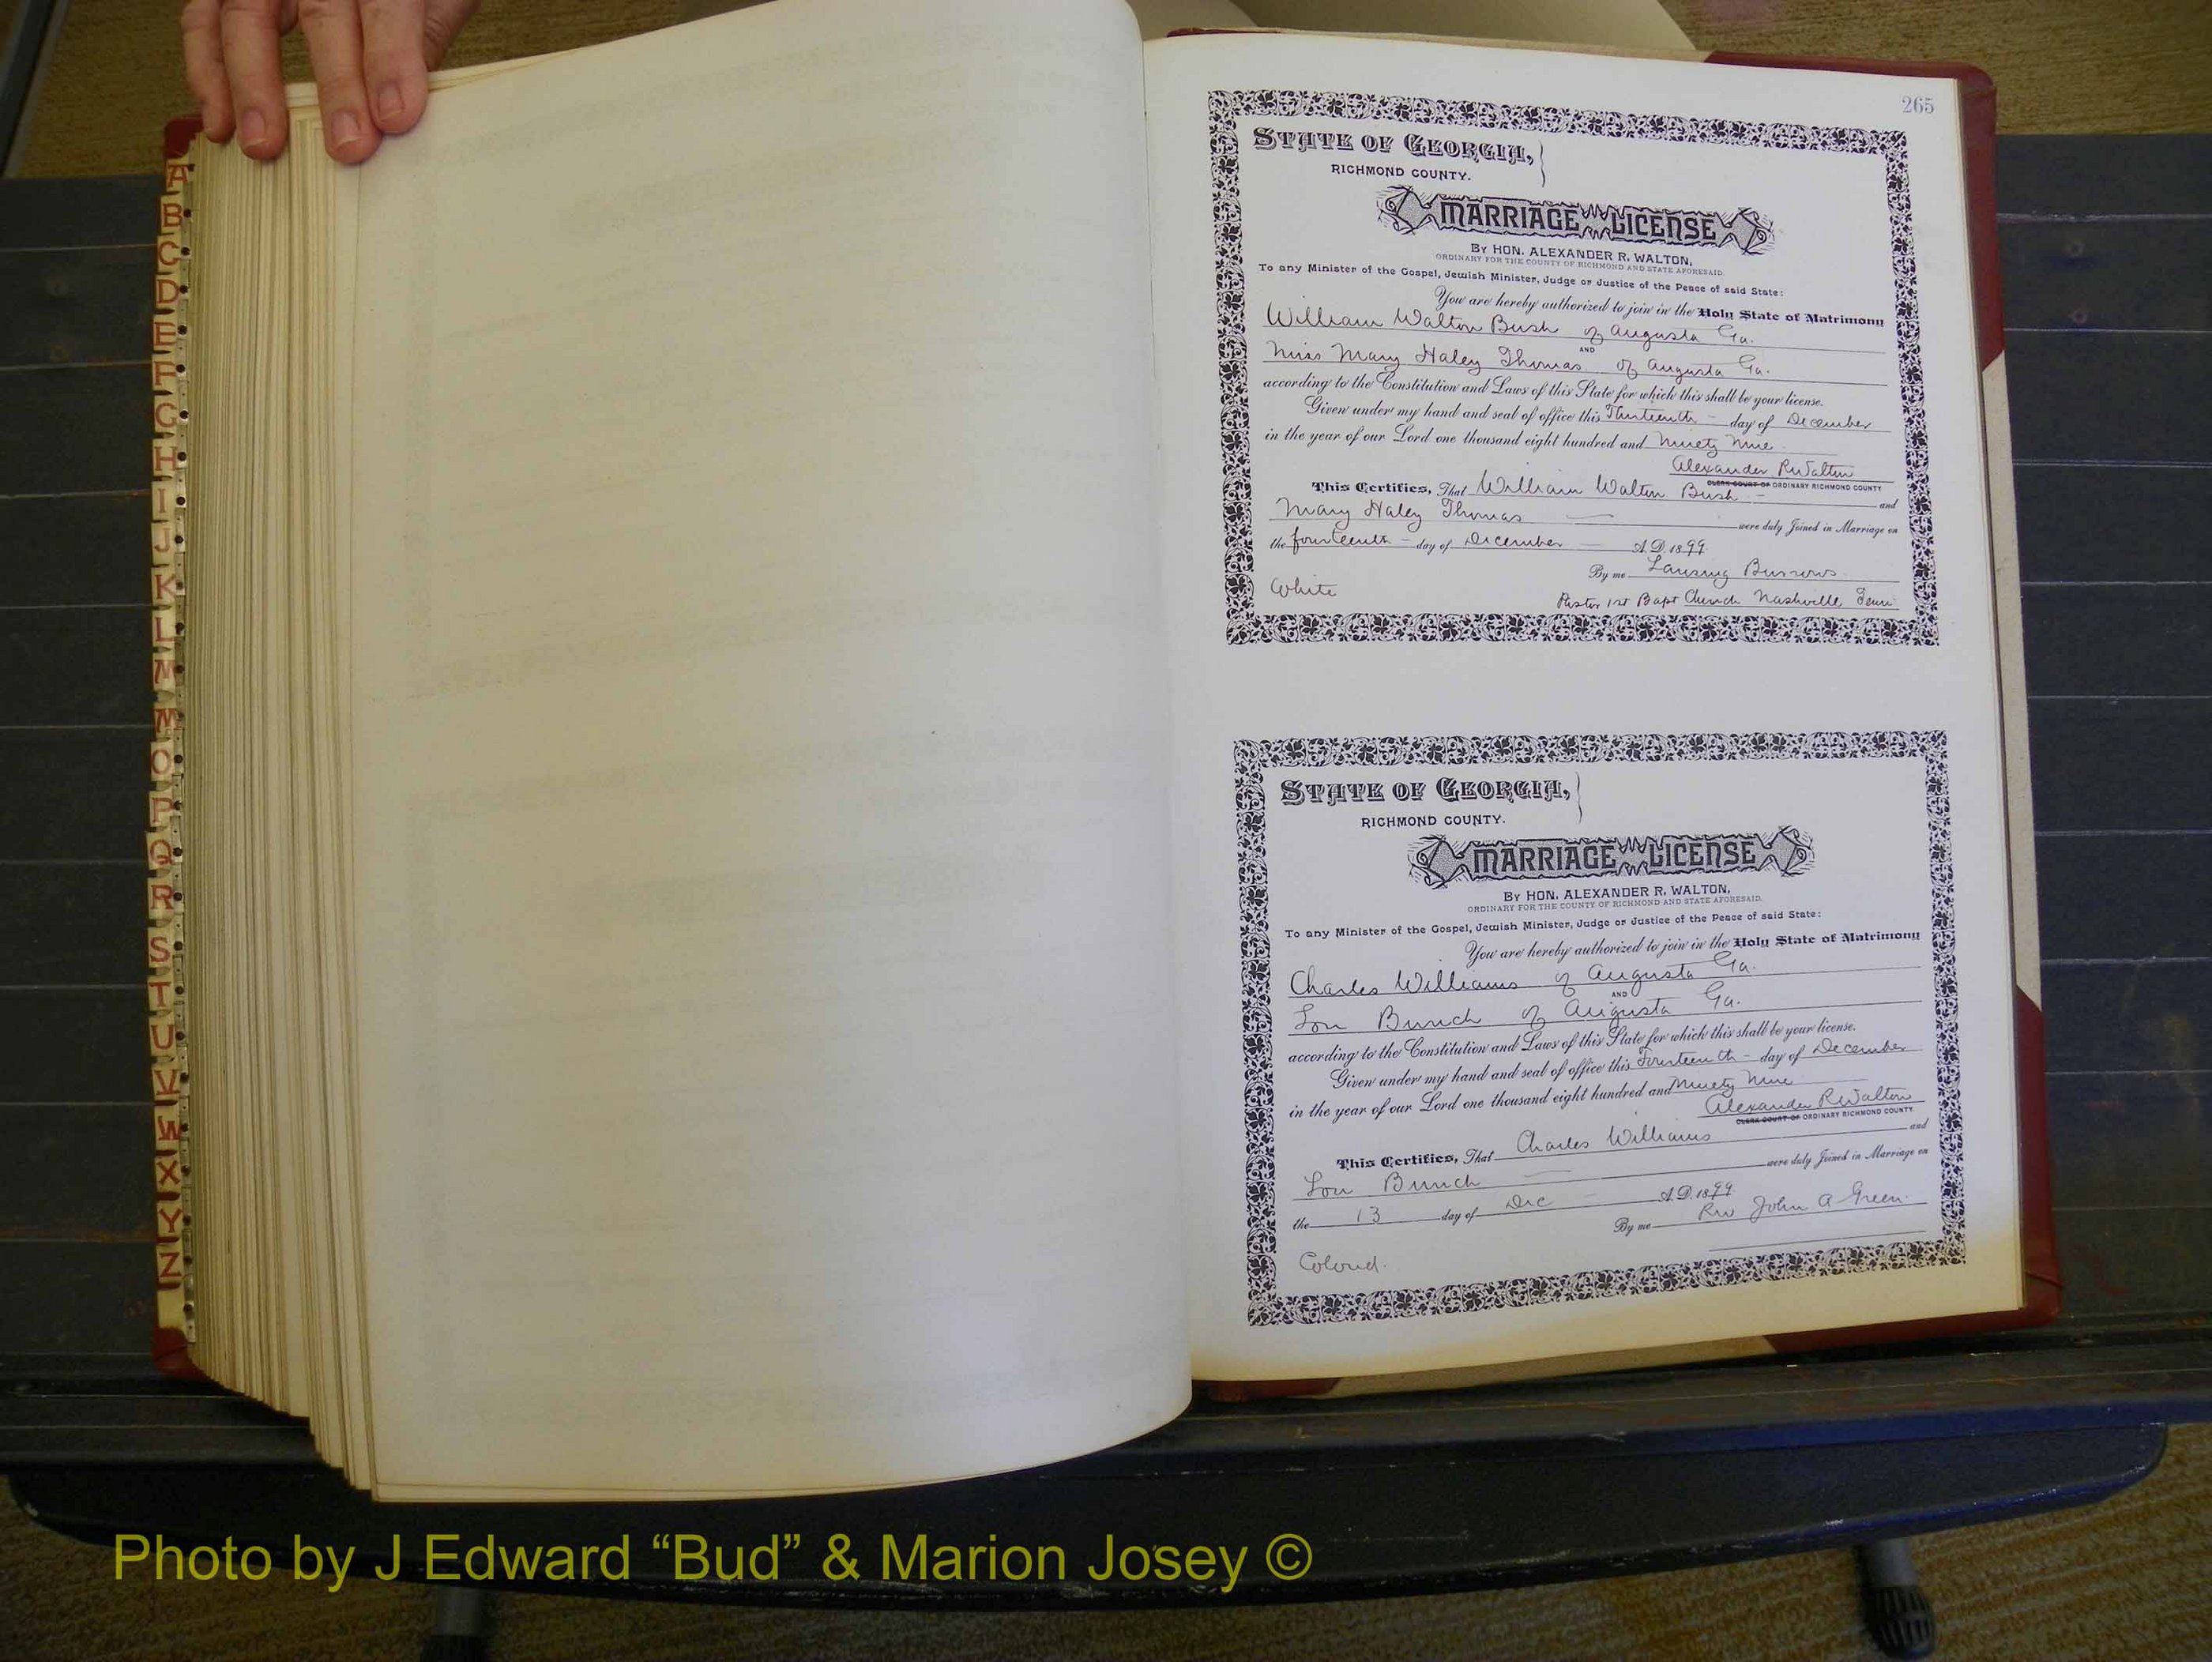 A
B
C
D
E
F
G
H
I
J
K
L
M
M
O
P
Q
R
S
T
U
V
W
X
Y
Z
265
STATE OF GEORGIA,
RICHMOND COUNTY.
MARRIAGE LICENSE
BY HON. ALEXANDER R. WALTON,
ORDINARY FOR THE COUNTY OF RICHMOND AND STATE AFORESAID.
To any Minister of the Gospel, Jewish Minister, Judge or Justice of the Peace of said State:
You are hereby authorized to join in the Holy State of Matrimony
William Walton Bush of Augusta Ga.
AND
Miss Mary Haley Thomas of Augusta Ga.
according to the Constitution and Laws of this State for which this shall be your license.
Given under my hand and seal of office this Thirteenth - day of December
in the year of our Lord one thousand eight hundred and Ninety Nine
Alexander R Walton
CLERK COURT OF ORDINARY RICHMOND COUNTY
This Certifies, That William Walton Bush - and
Mary Haley Thomas — were duly Joined in Marriage on
the fourteenth - day of December — A.D. 1899.
By me Lansing Burrows
White Pastor 1st Bapt Church Nashville Tenn
STATE OF GEORGIA,
RICHMOND COUNTY.
MARRIAGE LICENSE
BY HON. ALEXANDER R. WALTON,
ORDINARY FOR THE COUNTY OF RICHMOND AND STATE AFORESAID.
To any Minister of the Gospel, Jewish Minister, Judge or Justice of the Peace of said State:
You are hereby authorized to join in the Holy State of Matrimony
Charles Williams of Augusta Ga.
AND
Lou Bunch of Augusta Ga.
according to the Constitution and Laws of this State for which this shall be your license.
Given under my hand and seal of office this Fourteenth - day of December
in the year of our Lord one thousand eight hundred and Ninety Nine
Alexander R Walton
CLERK COURT OF ORDINARY RICHMOND COUNTY.
This Certifies, That Charles Williams and
Lou Bunch — were duly Joined in Marriage on
the 13 day of Dec - A.D. 1899.
By me Rev John A Green.
Colored.
Photo by J Edward “Bud” & Marion Josey ©